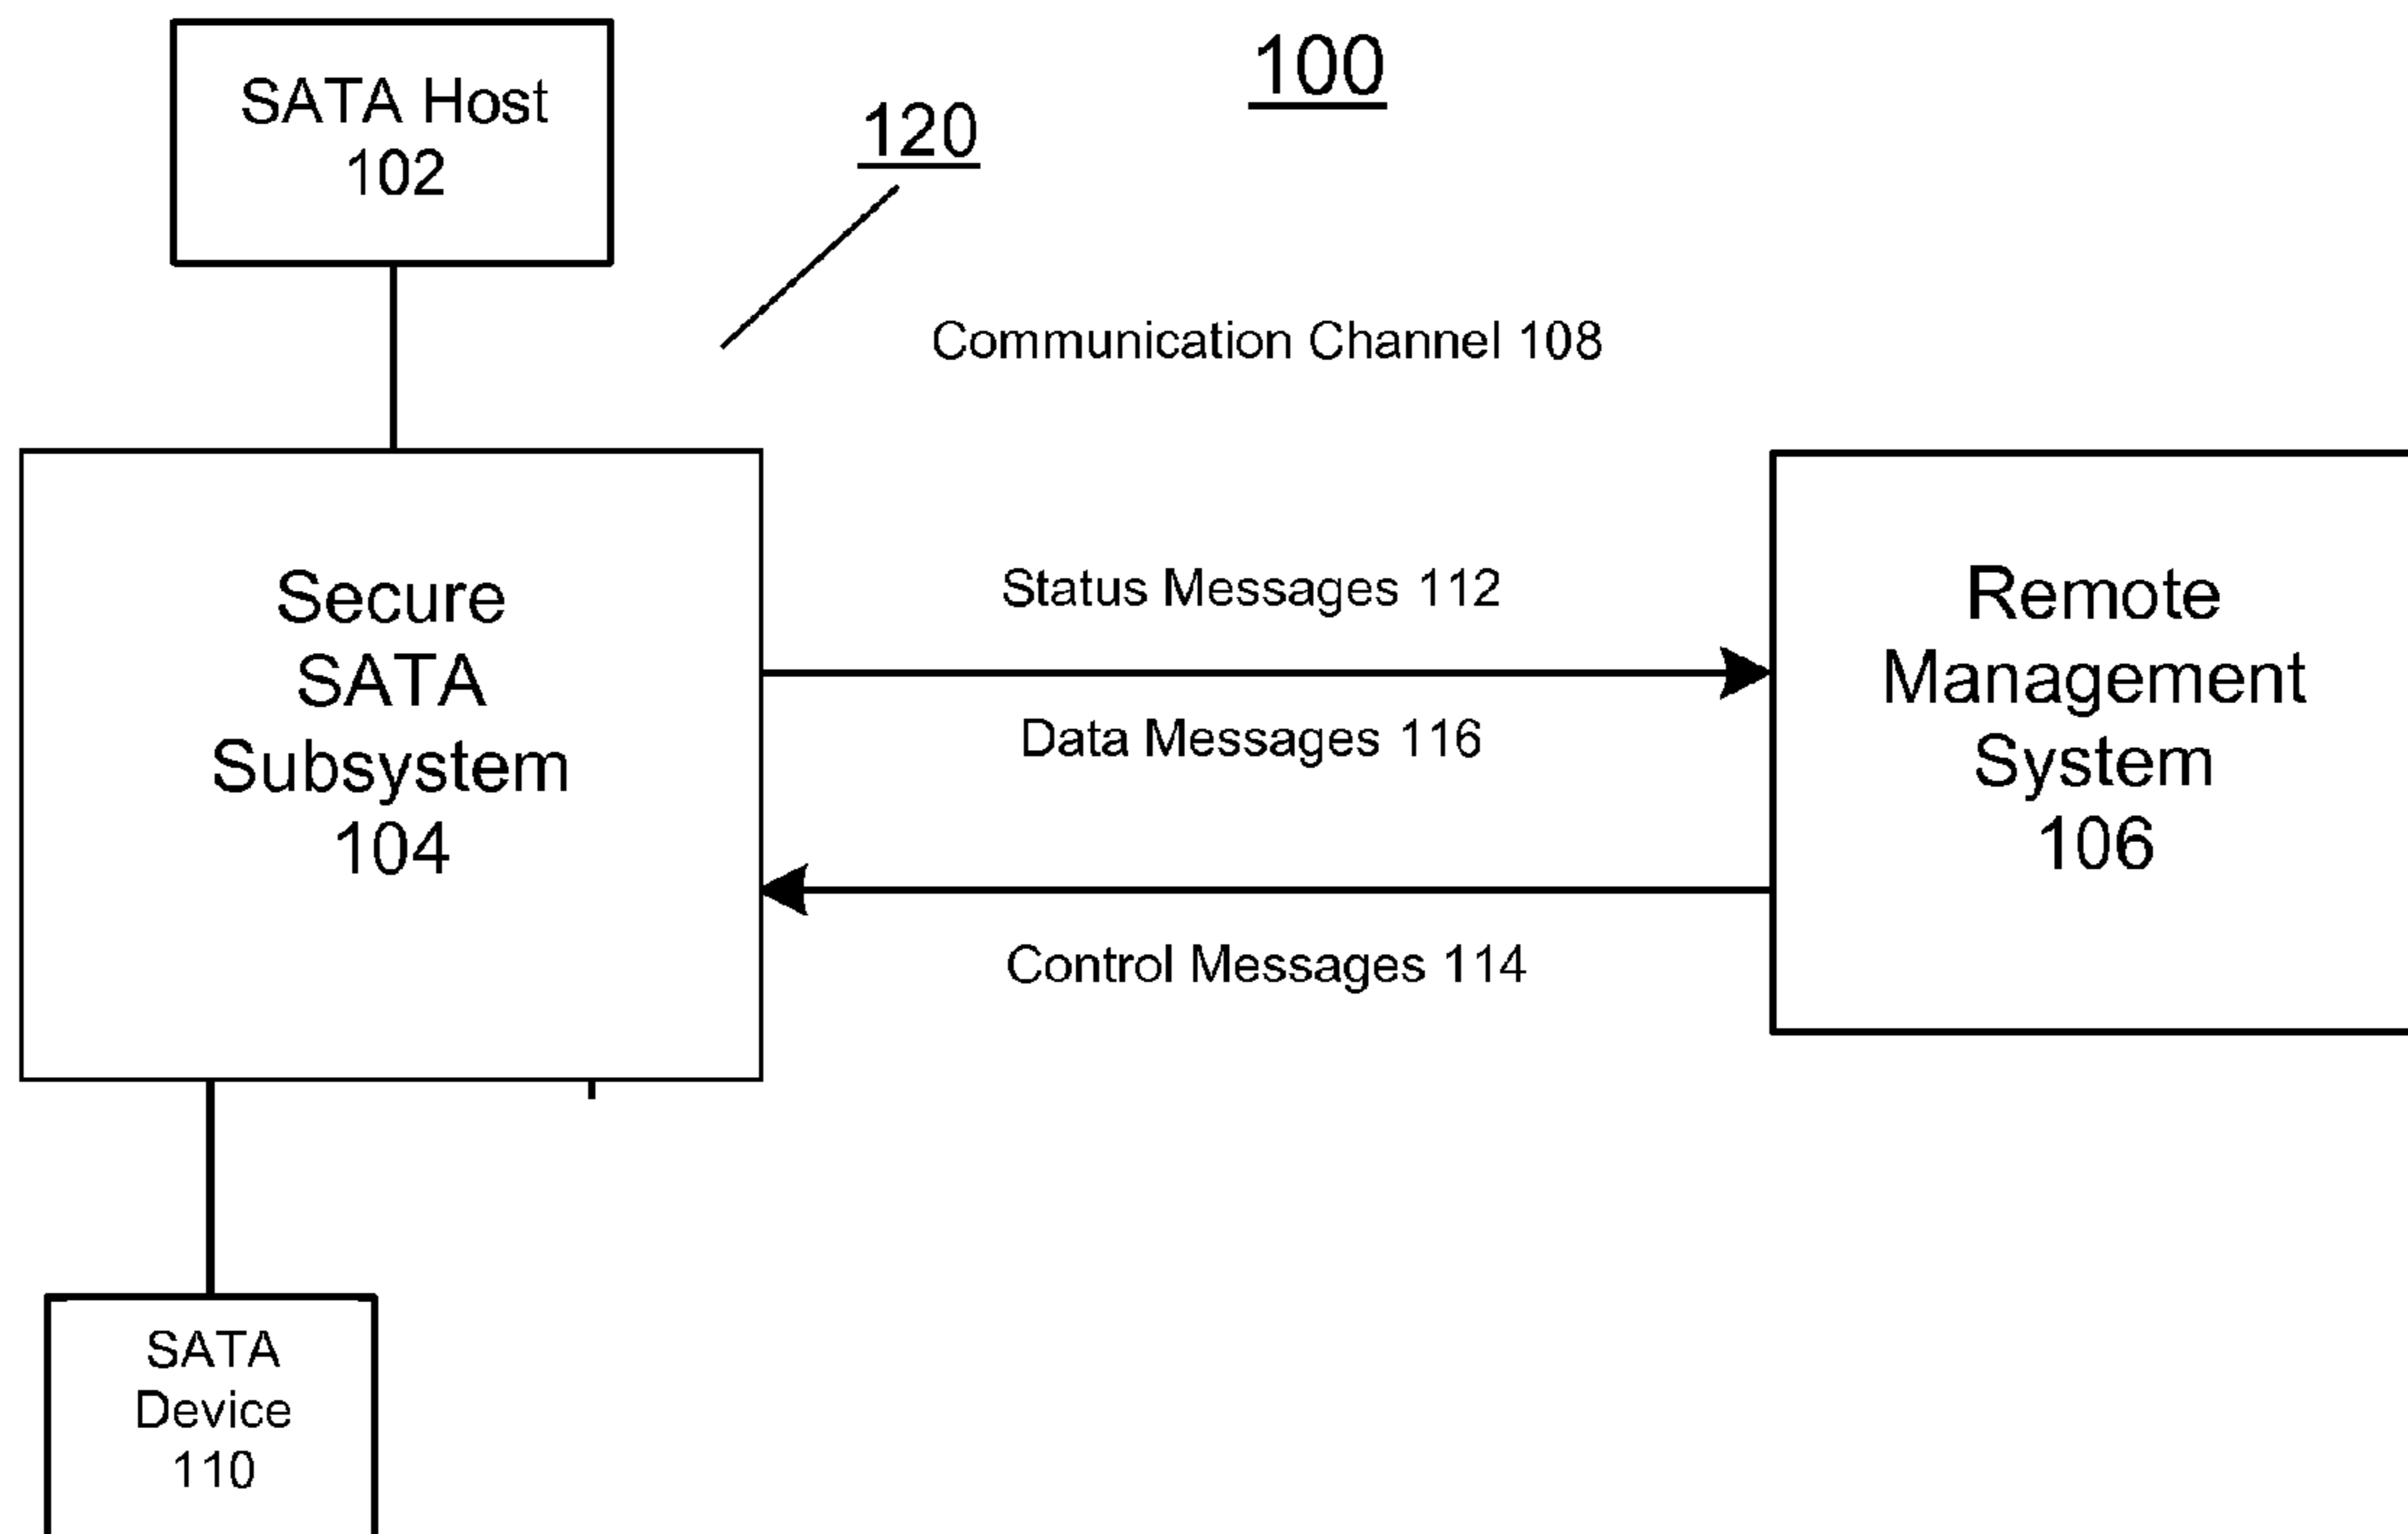 100
SATA Host
102
120
Communication Channel 108
Secure
SATA
Subsystem
104
Status Messages 112
Data Messages 116
Control Messages 114
Remote
Management
System
106
SATA
Device
110